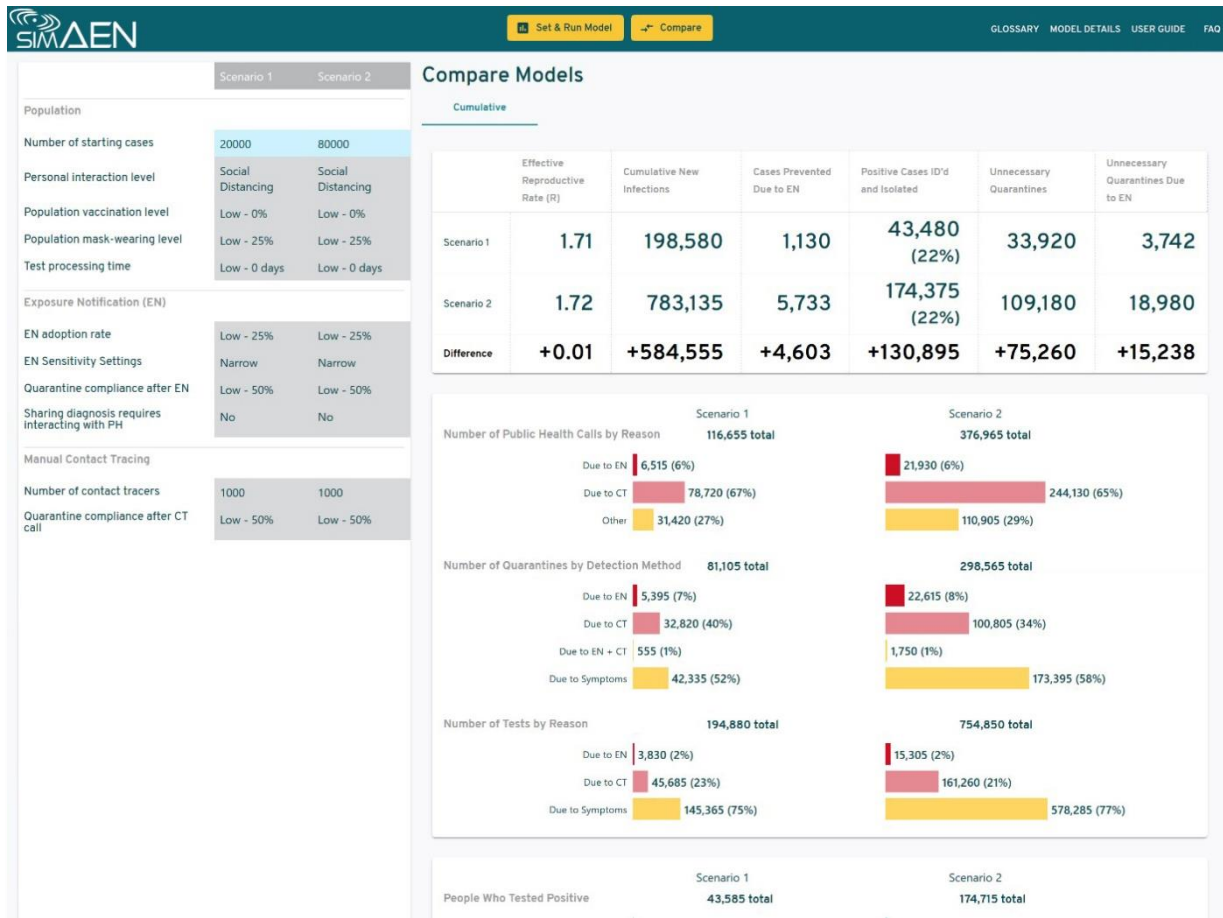 SIMAEN
Set & Run Model
Compare
GLOSSARY MODEL DETAILS USER GUIDE FAQ
Scenario 1 Scenario 2
Population
Number of starting cases 20000 80000
Personal interaction level Social Distancing Social Distancing
Population vaccination level Low - 0% Low - 0%
Population mask-wearing level Low - 25% Low - 25%
Test processing time Low - 0 days Low - 0 days
Exposure Notification (EN)
EN adoption rate Low - 25% Low - 25%
EN Sensitivity Settings Narrow Narrow
Quarantine compliance after EN Low - 50% Low - 50%
Sharing diagnosis requires interacting with PH No No
Manual Contact Tracing
Number of contact tracers 1000 1000
Quarantine compliance after CT call Low - 50% Low - 50%
Compare Models
Cumulative
Effective Reproductive Rate (R) Cumulative New Infections Cases Prevented Due to EN Positive Cases ID'd and Isolated Unnecessary Quarantines Unnecessary Quarantines Due to EN
Scenario 1 1.71 198,580 1,130 43,480 (22%) 33,920 3,742
Scenario 2 1.72 783,135 5,733 174,375 (22%) 109,180 18,980
Difference +0.01 +584,555 +4,603 +130,895 +75,260 +15,238
Scenario 1 Scenario 2
Number of Public Health Calls by Reason 116,655 total 376,965 total
Due to EN 6,515 (6%) 21,930 (6%)
Due to CT 78,720 (67%) 244,130 (65%)
Other 31,420 (27%) 110,905 (29%)
Number of Quarantines by Detection Method 81,105 total 298,565 total
Due to EN 5,395 (7%) 22,615 (8%)
Due to CT 32,820 (40%) 100,805 (34%)
Due to EN + CT 555 (1%) 1,750 (1%)
Due to Symptoms 42,335 (52%) 173,395 (58%)
Number of Tests by Reason 194,880 total 754,850 total
Due to EN 3,830 (2%) 15,305 (2%)
Due to CT 45,685 (23%) 161,260 (21%)
Due to Symptoms 145,365 (75%) 578,285 (77%)
Scenario 1 Scenario 2
People Who Tested Positive 43,585 total 174,715 total